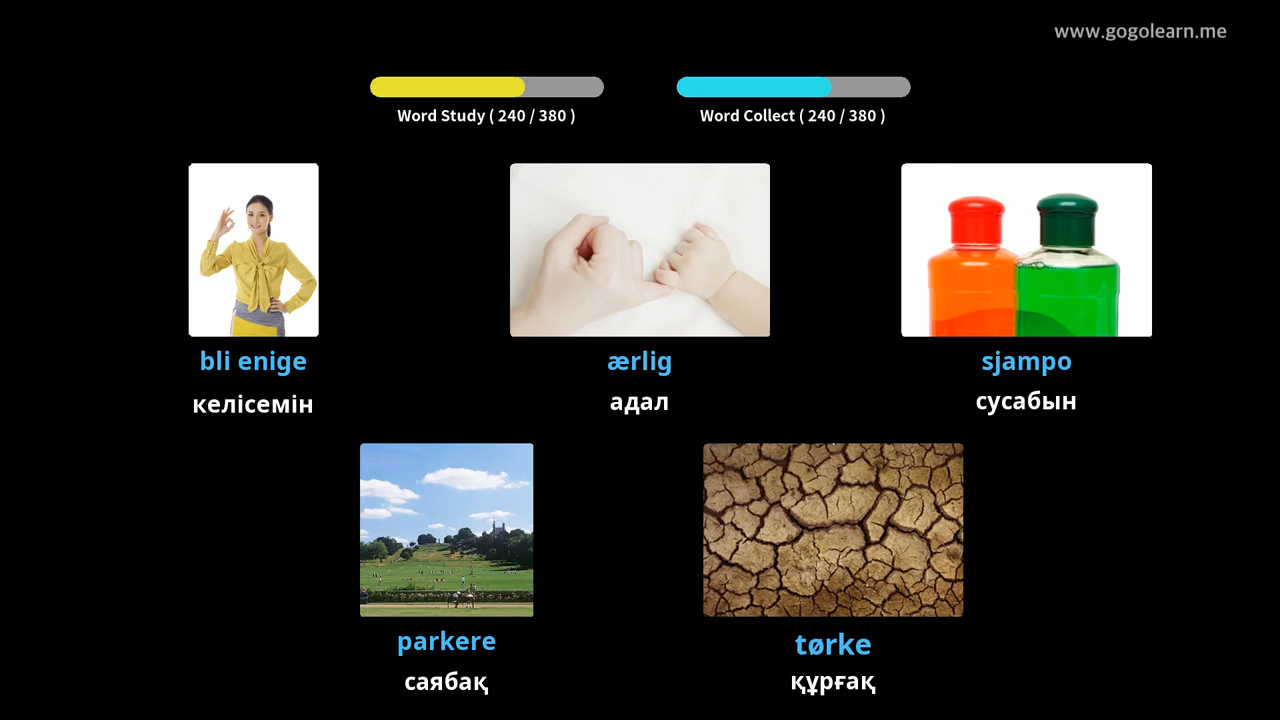 www.gogolearn.me
Word Study ( 240 / 380 )
Word Collect ( 240 / 380 )
bli enige
келісемін
ærlig
адал
sjampo
сусабын
parkere
саябақ
tørke
құрғақ